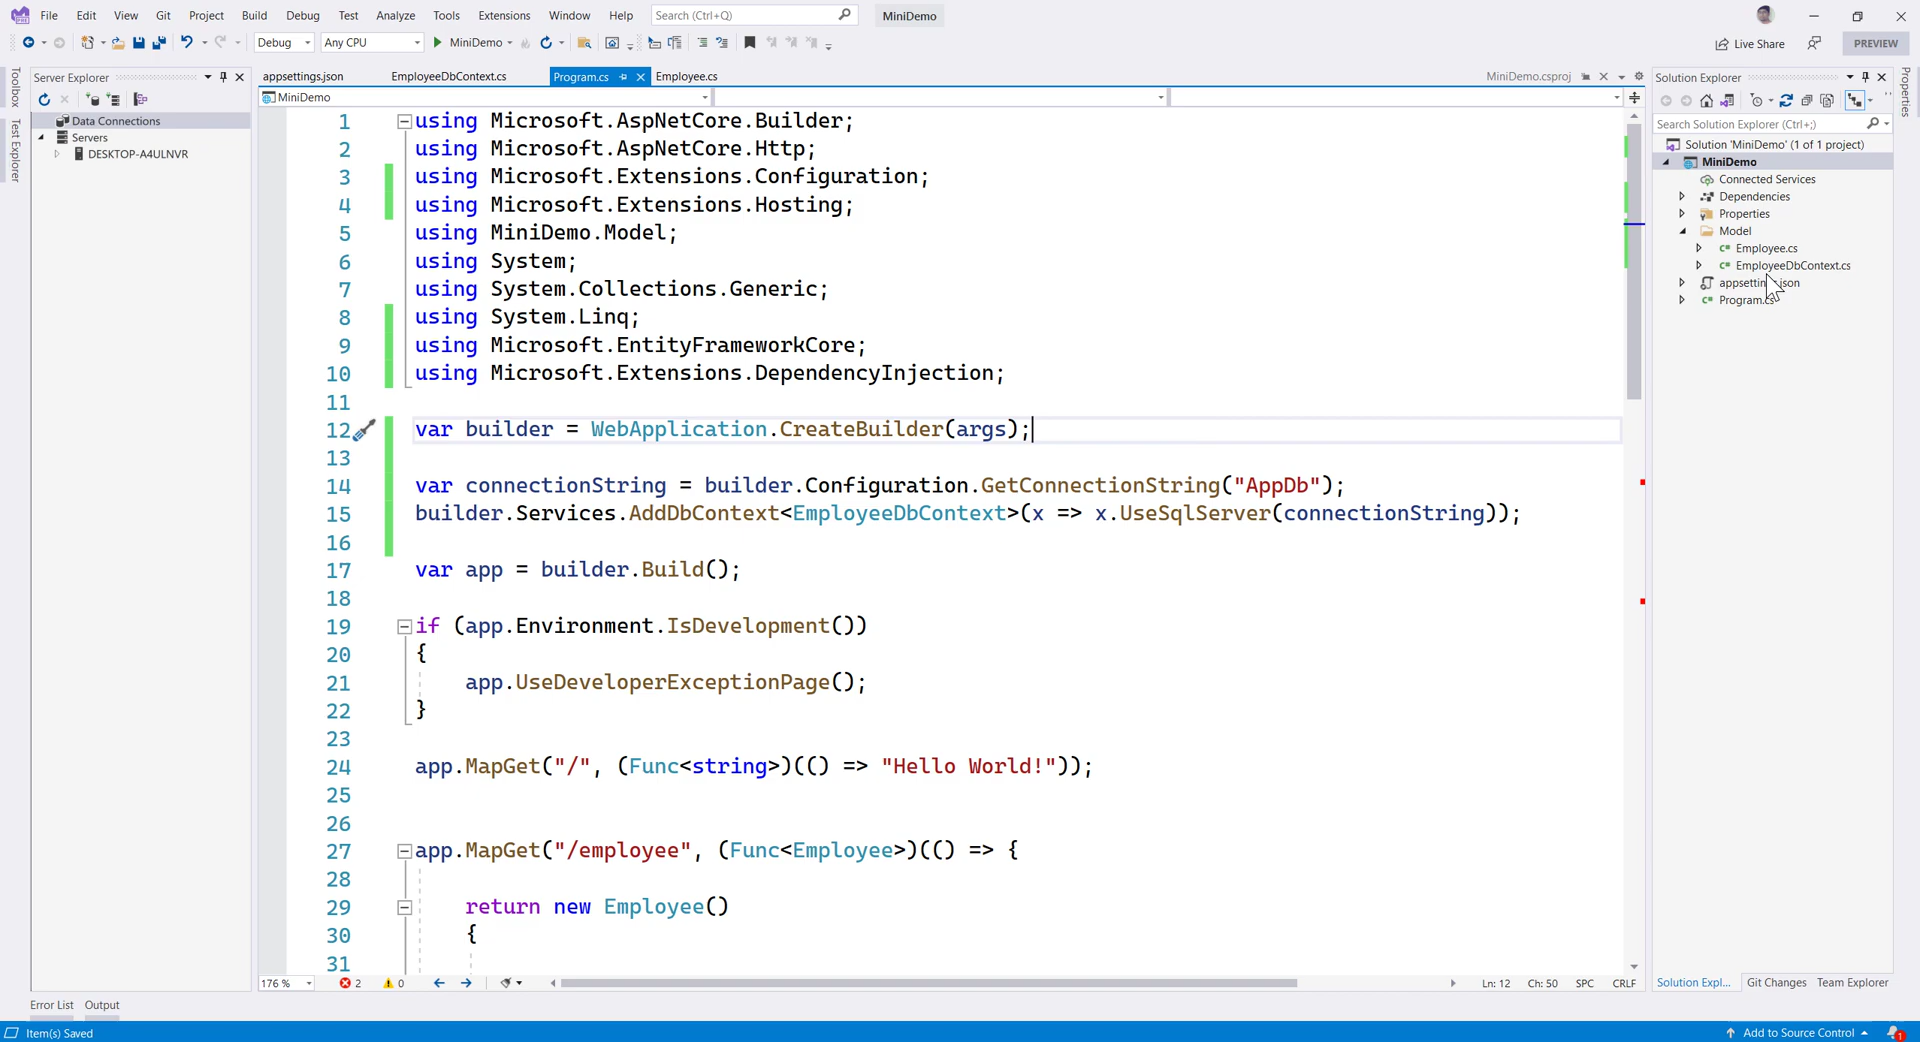 File Edit View Git Project Build Debug Test Analyze Tools Extensions Window Help Search (Ctrl+Q) MiniDemo
Debug Any CPU MiniDemo Live Share PREVIEW
Toolbox
Test Explorer
Server Explorer
Data Connections
Servers
DESKTOP-A4ULNVR
appsettings.json EmployeeDbContext.cs Program.cs Employee.cs MiniDemo.csproj
MiniDemo
1 using Microsoft.AspNetCore.Builder;
2 using Microsoft.AspNetCore.Http;
3 using Microsoft.Extensions.Configuration;
4 using Microsoft.Extensions.Hosting;
5 using MiniDemo.Model;
6 using System;
7 using System.Collections.Generic;
8 using System.Linq;
9 using Microsoft.EntityFrameworkCore;
10 using Microsoft.Extensions.DependencyInjection;
11
12 var builder = WebApplication.CreateBuilder(args);
13
14 var connectionString = builder.Configuration.GetConnectionString("AppDb");
15 builder.Services.AddDbContext<EmployeeDbContext>(x => x.UseSqlServer(connectionString));
16
17 var app = builder.Build();
18
19 if (app.Environment.IsDevelopment())
20 {
21 app.UseDeveloperExceptionPage();
22 }
23
24 app.MapGet("/", (Func<string>)(() => "Hello World!"));
25
26
27 app.MapGet("/employee", (Func<Employee>)(() => {
28
29 return new Employee()
30 {
31
176 % 2 0 Ln: 12 Ch: 50 SPC CRLF
Solution Explorer
Search Solution Explorer (Ctrl+;)
Solution 'MiniDemo' (1 of 1 project)
MiniDemo
Connected Services
Dependencies
Properties
Model
Employee.cs
EmployeeDbContext.cs
Program.cs
Solution Expl... Git Changes Team Explorer
Properties
Error List Output
Item(s) Saved Add to Source Control 1